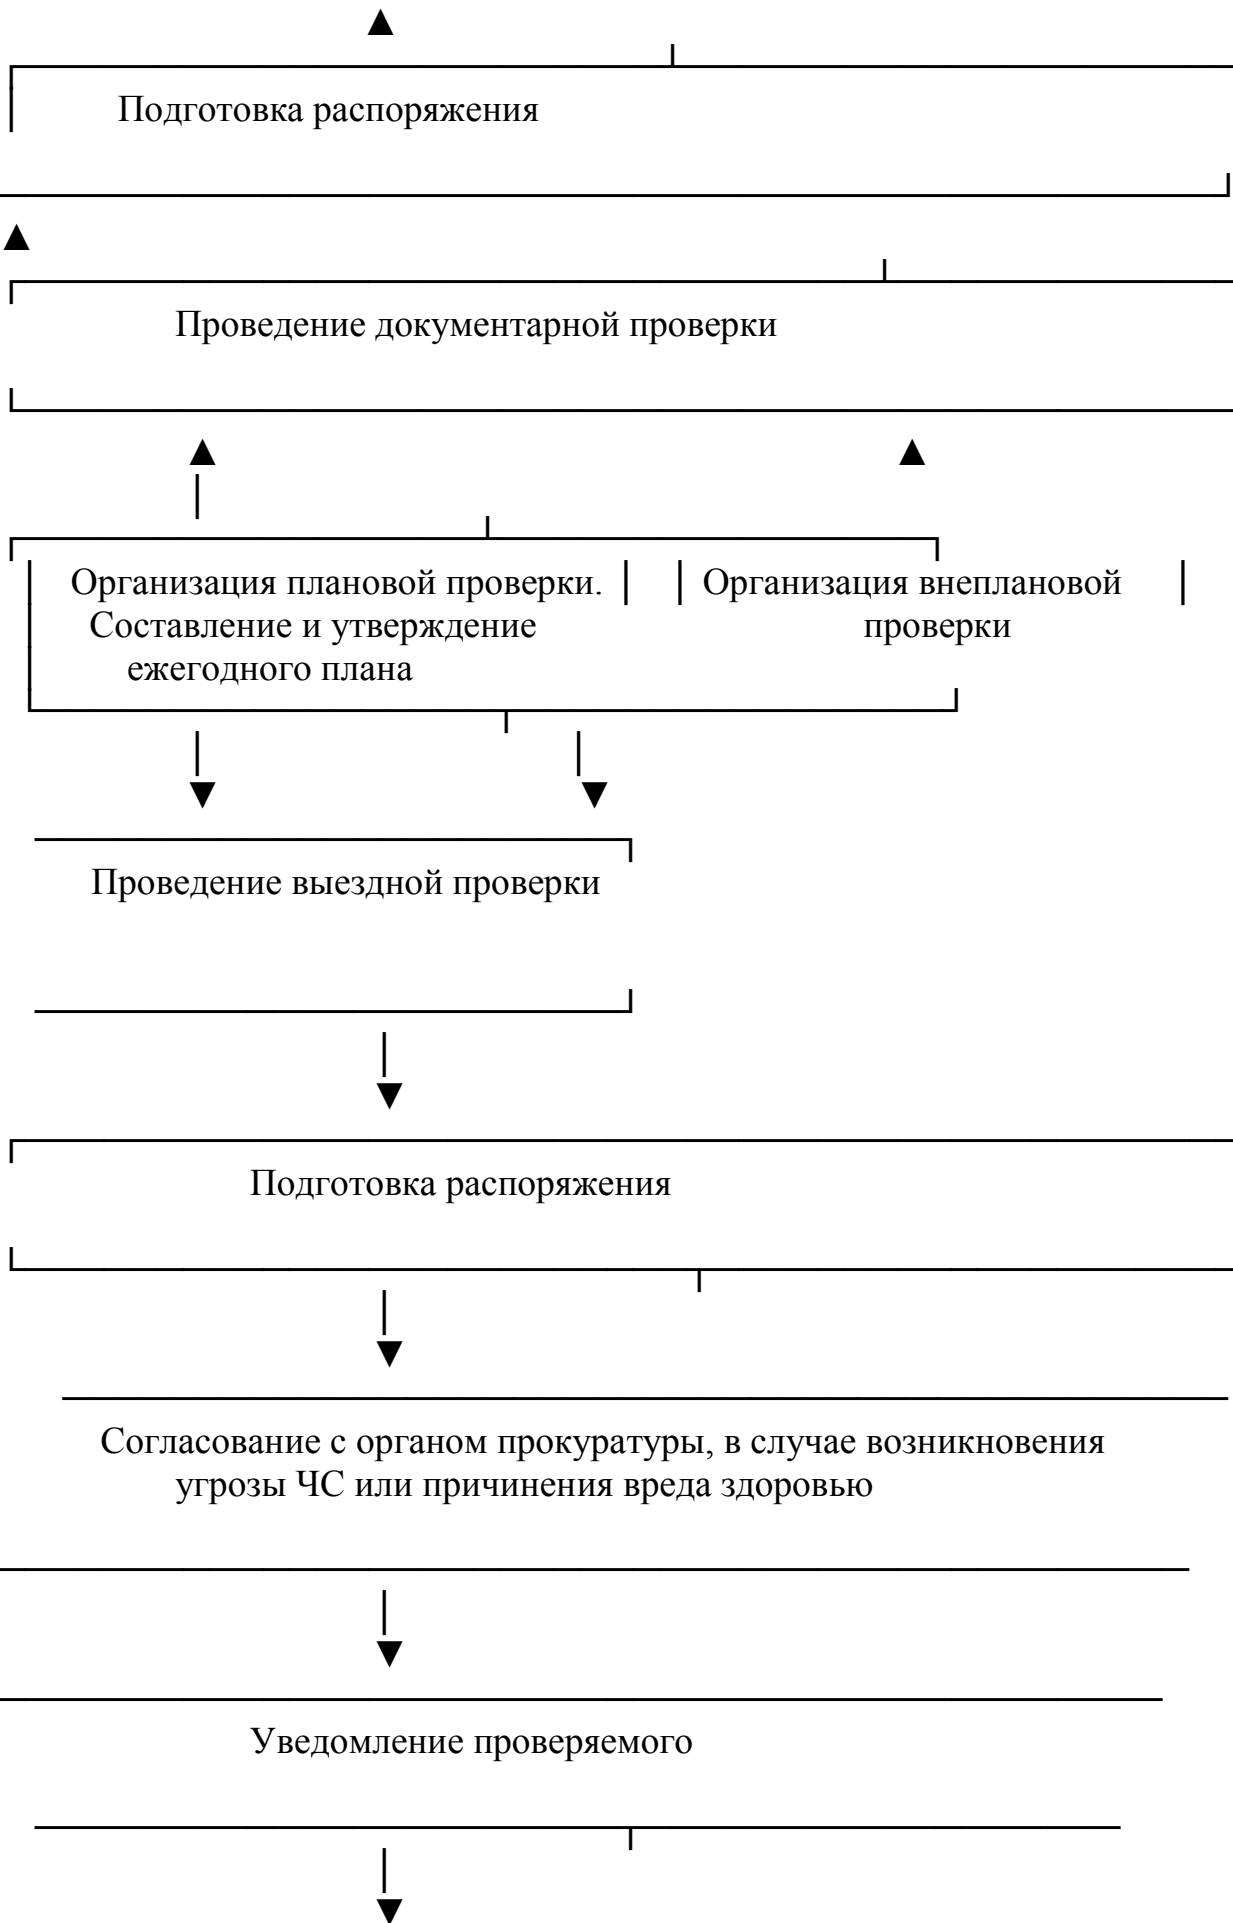 Подготовка распоряжения
Проведение документарной проверки
Организация плановой проверки. Организация внеплановой
Составление и утверждение проверки
ежегодного плана
Проведение выездной проверки
Подготовка распоряжения
Согласование с органом прокуратуры, в случае возникновения
угрозы ЧС или причинения вреда здоровью
Уведомление проверяемого